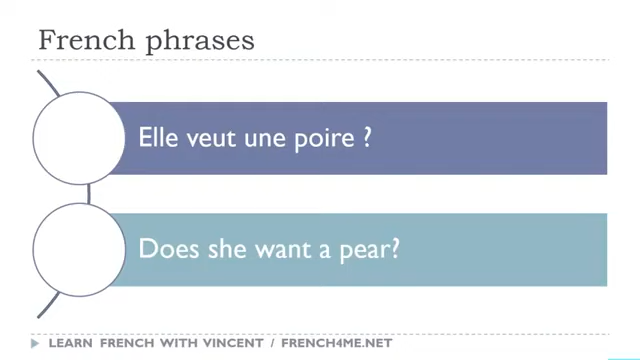 French phrases
Elle veut une poire ?
Does she want a pear?
LEARN FRENCH WITH VINCENT / FRENCH4ME.NET